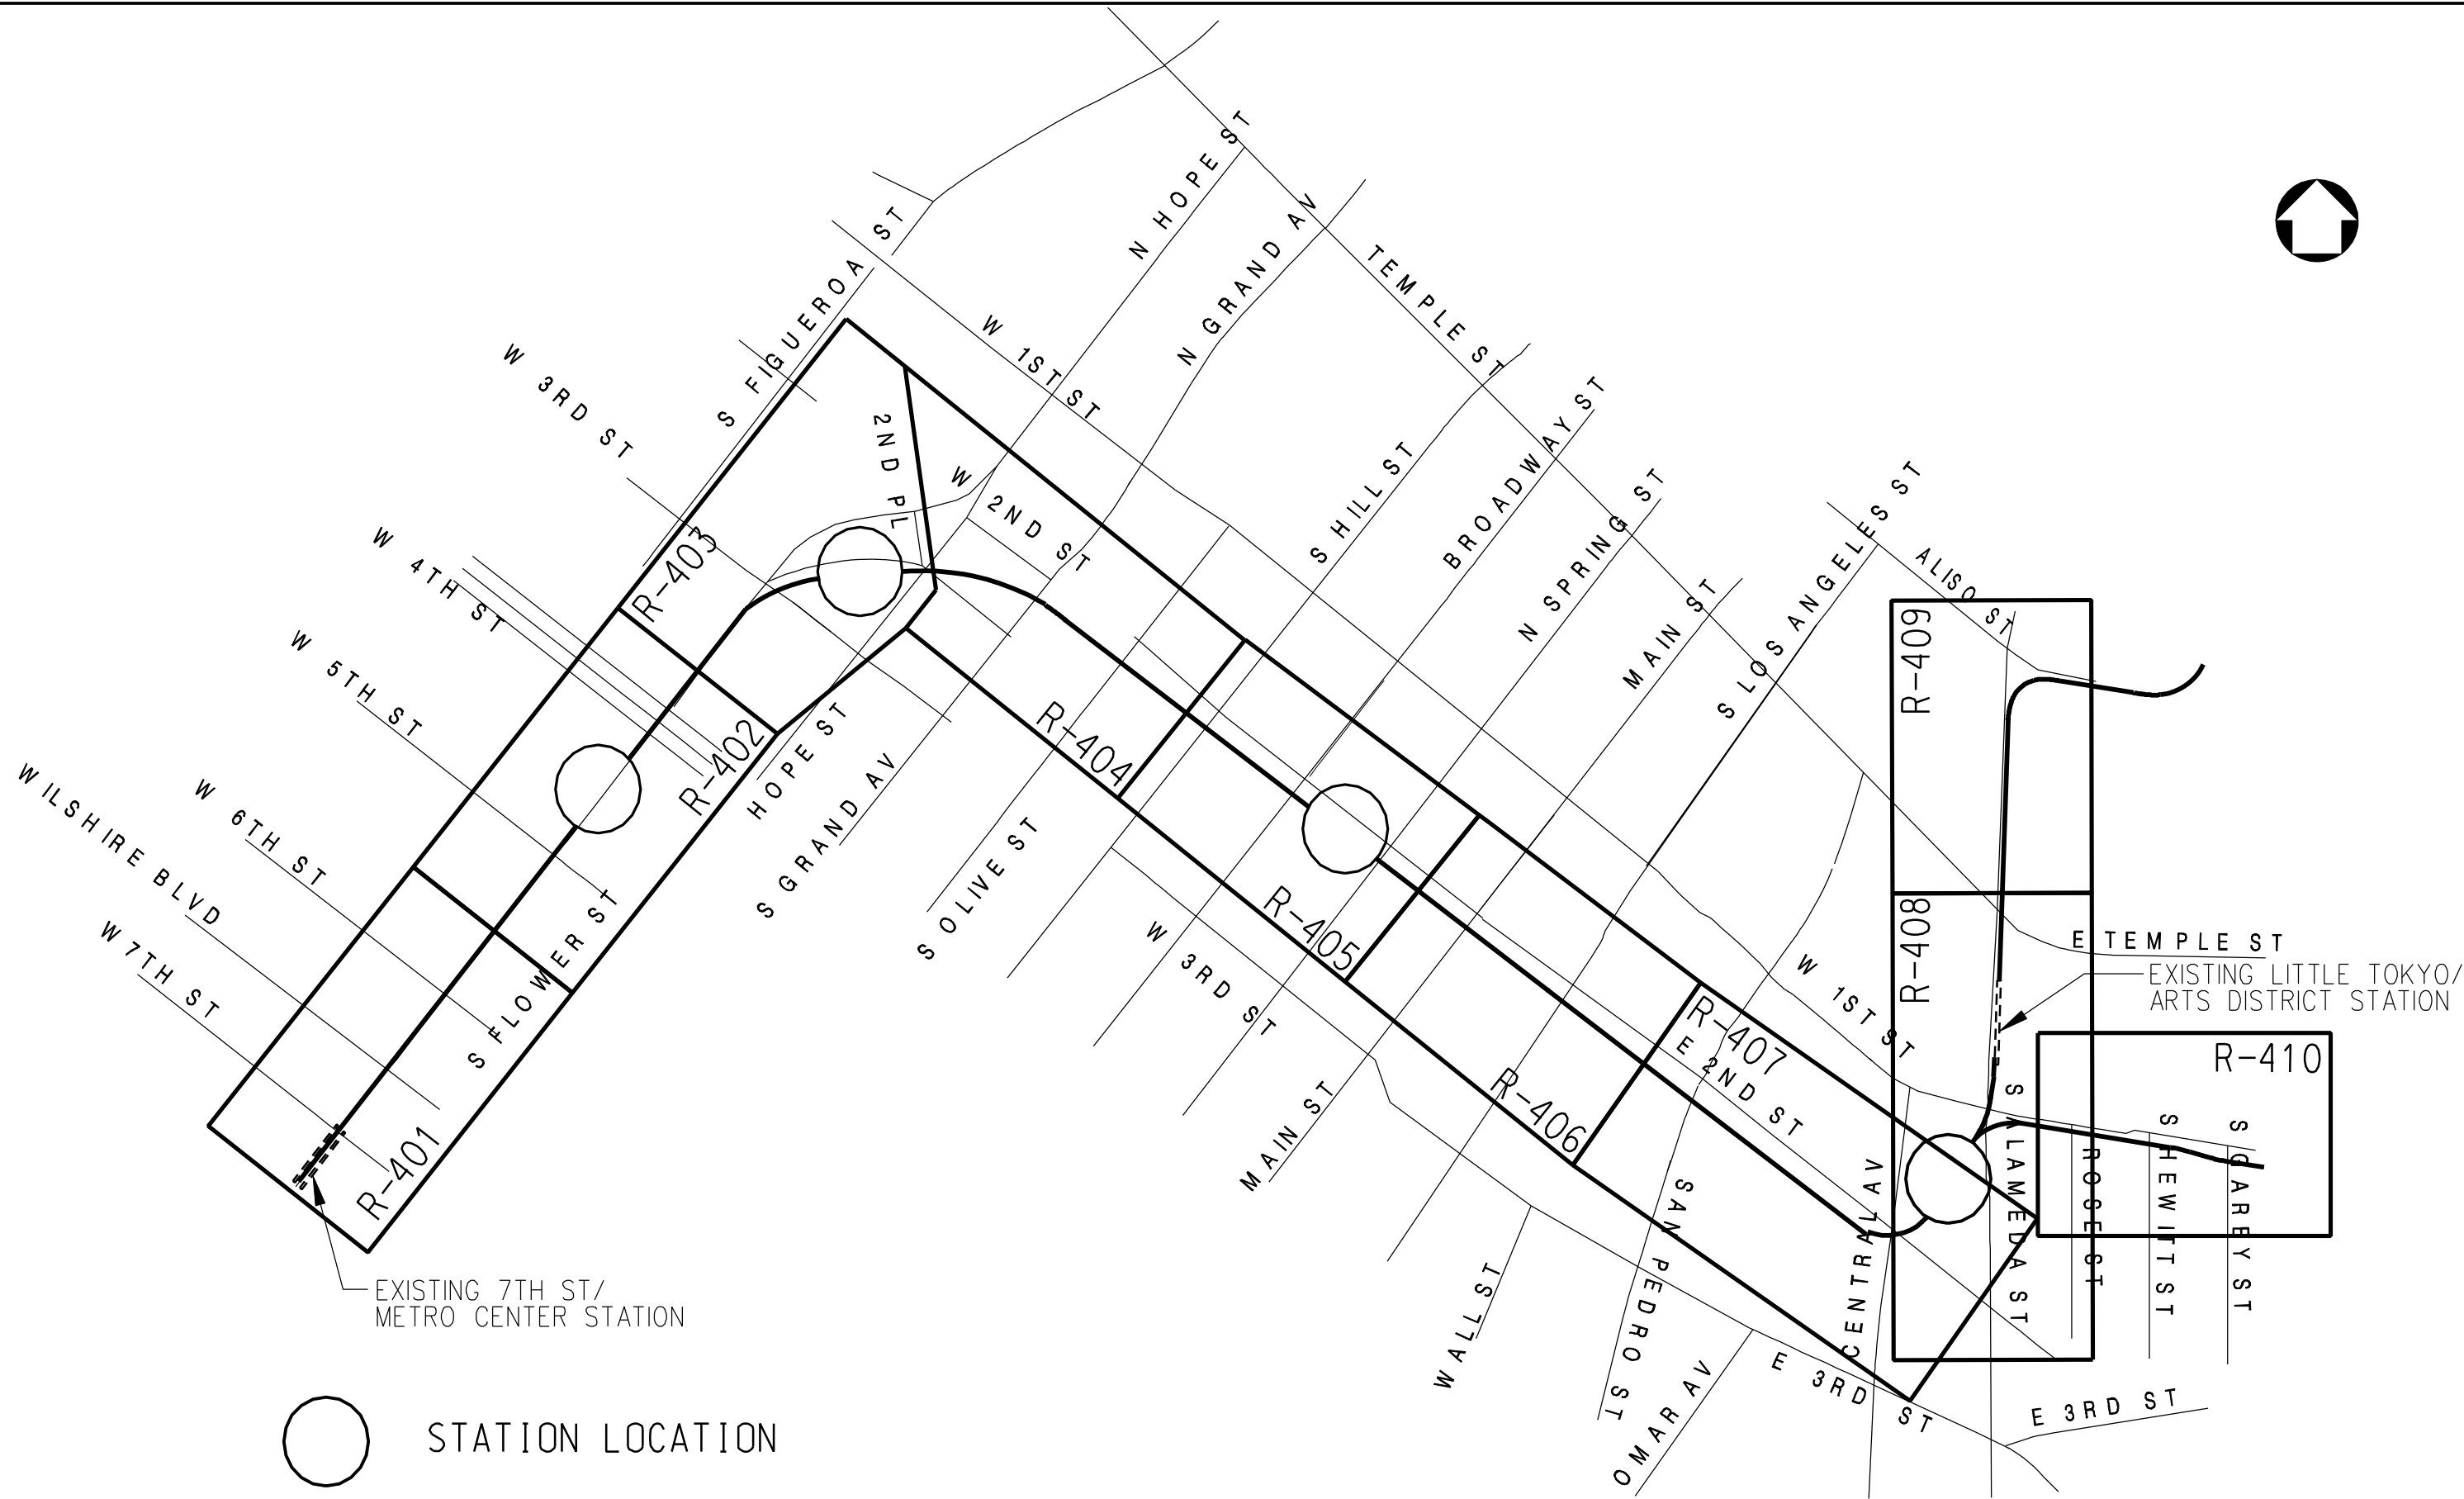 N HOPE ST
S FIGUEROA ST
N GRAND AV
TEMPLE ST
W 1ST ST
W 3RD ST
2ND PL
W 2ND ST
S HILL ST
BROADWAY ST
N SPRING ST
MAIN ST
S LOS ANGELES ST
ALISO ST
R-403
R-409
W 4TH ST
W 5TH ST
R-402
HOPE ST
R-404
W 6TH ST
WILSHIRE BLVD
S GRAND AV
S OLIVE ST
R-405
R-408
E TEMPLE ST
EXISTING LITTLE TOKYO/
ARTS DISTRICT STATION
W 7TH ST
S FLOWER ST
W 3RD ST
W 1ST ST
R-407
E 2ND ST
R-410
R-406
R-401
MAIN ST
S ALAMEDA ST
ROSE ST
S HEWITT ST
S GAREY ST
CENTRAL AV
SAN PEDRO ST
EXISTING 7TH ST/
METRO CENTER STATION
WALL ST
OMAR AV
E 3RD ST
E 3RD ST
STATION LOCATION